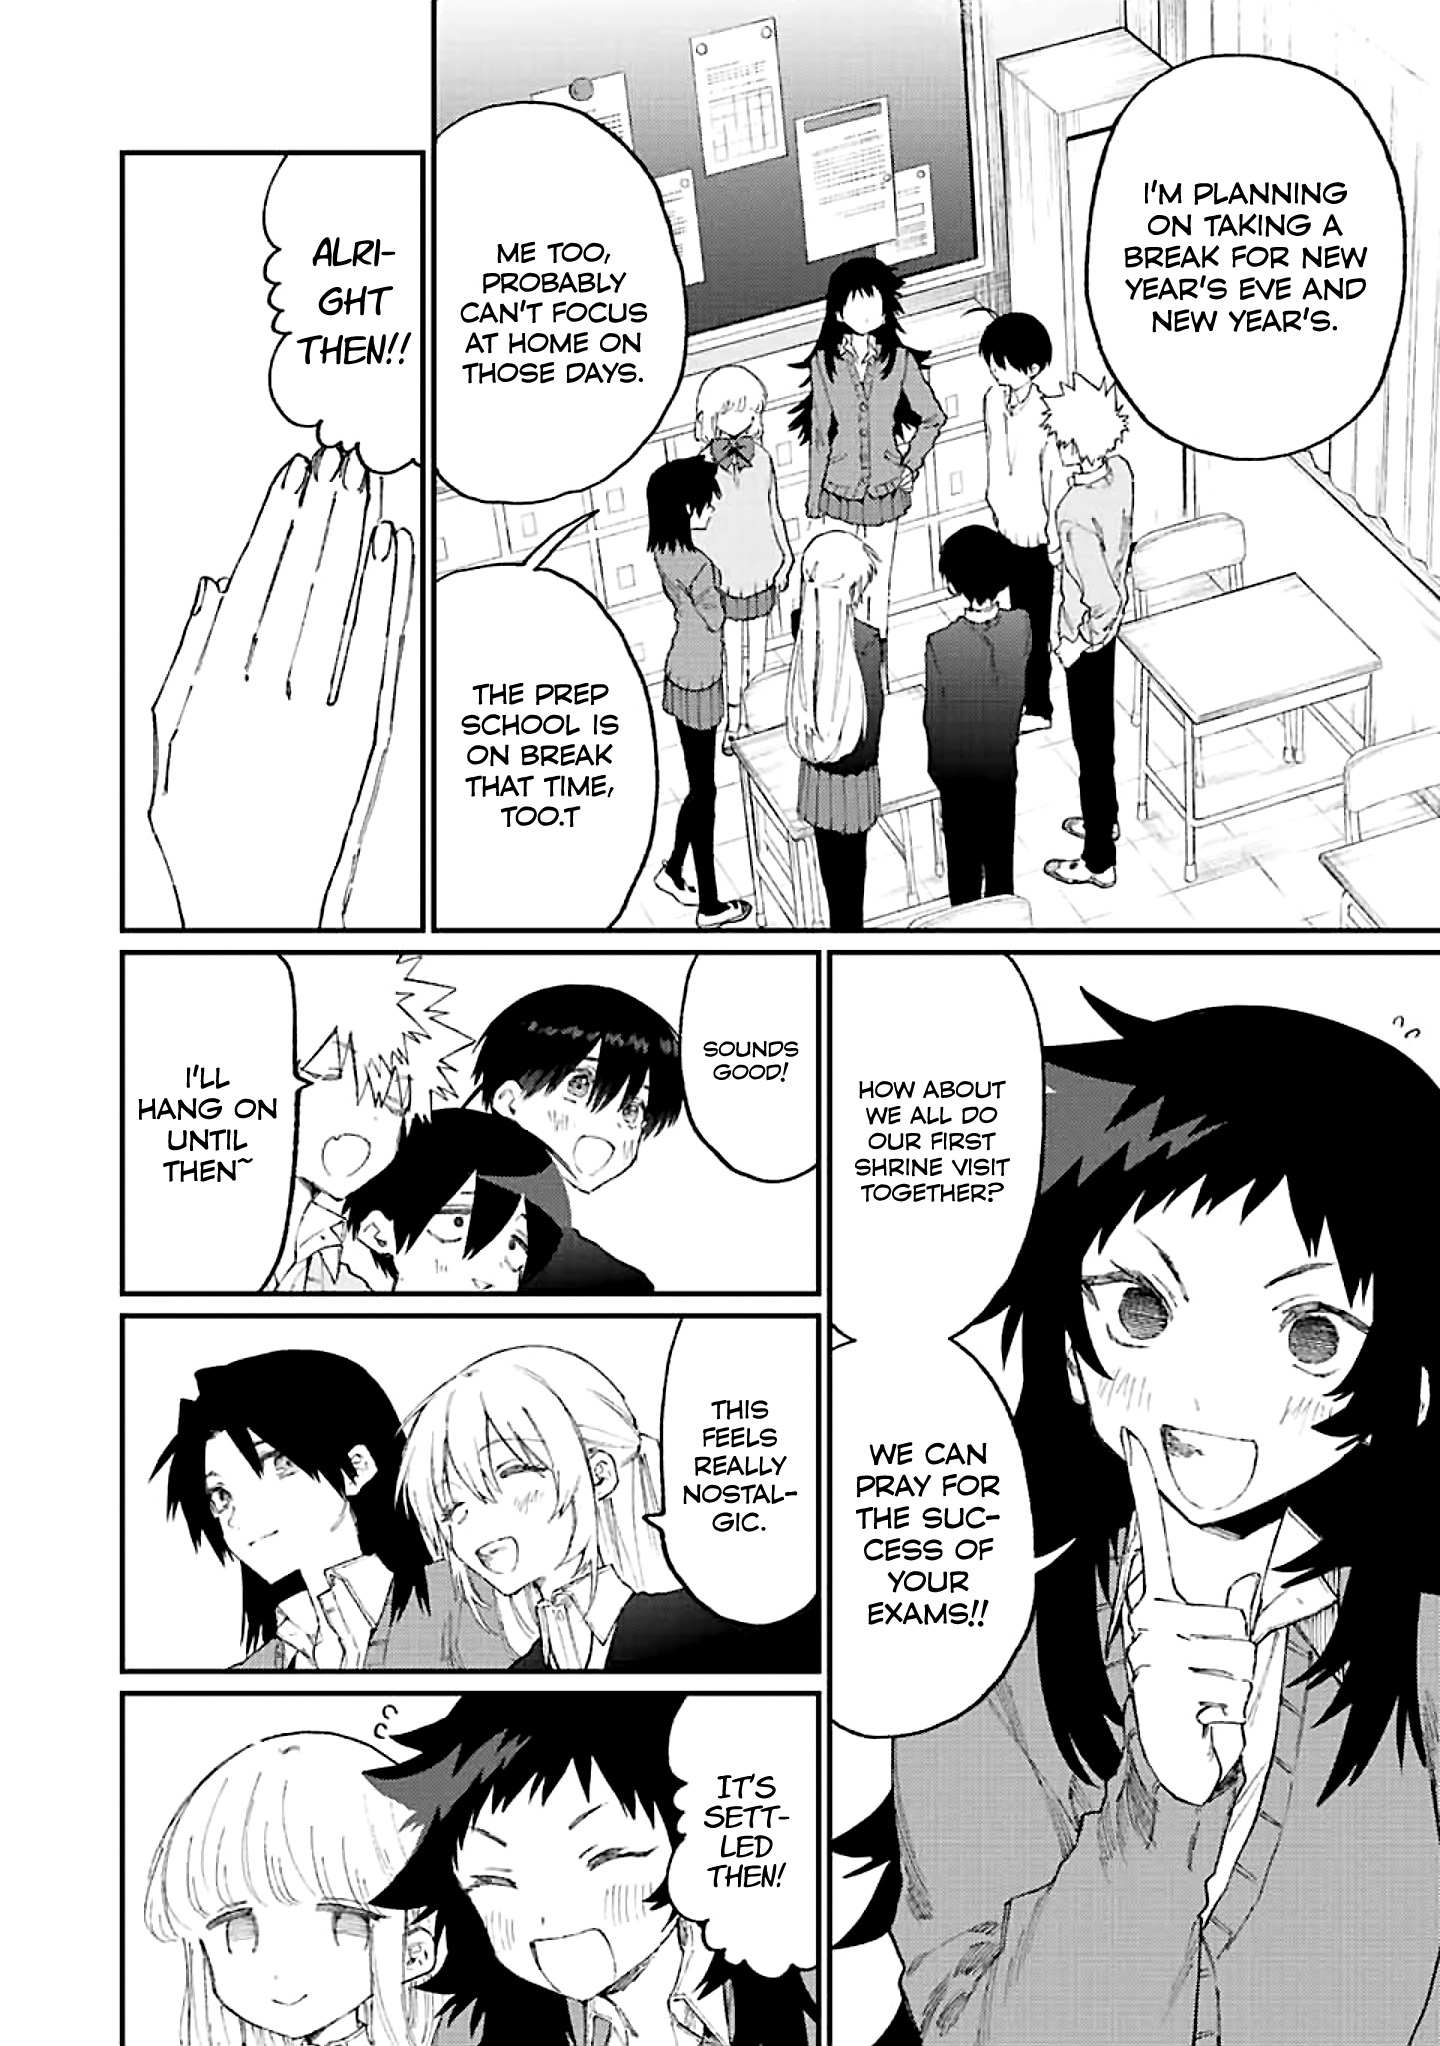 I'M PLANNING
ON TAKING A
BREAK FOR NEW
YEAR'S EVE AND
NEW YEAR'S.
ME TOO,
PROBABLY
CAN'T FOCUS
AT HOME ON
THOSE DAYS.
THE PREP
SCHOOL IS
ON BREAK
THAT TIME,
TOO.T
ALRI-
GHT
THEN!!
HOW ABOUT
WE ALL DO
OUR FIRST
SHRINE VISIT
TOGETHER?
WE CAN
PRAY FOR
THE SUC-
CESS OF
YOUR
EXAMS!!
SOUNDS
GOOD!
I'LL
HANG ON
UNTIL
THEN~
THIS
FEELS
REALLY
NOSTAL-
GIC.
IT'S
SETT-
LED
THEN!